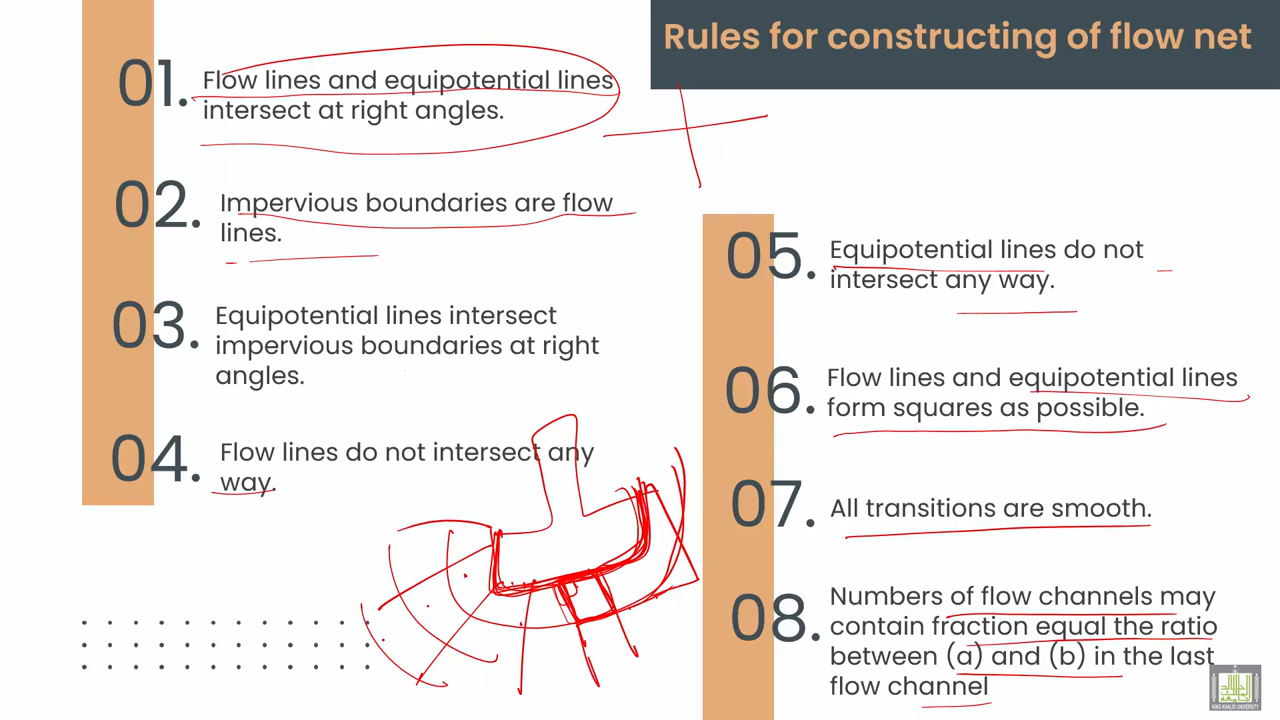 Rules for constructing of flow net
01.
Flow lines and equipotential lines
intersect at right angles.
02.
Impervious boundaries are flow
lines.
03.
Equipotential lines intersect
impervious boundaries at right
angles.
04.
Flow lines do not intersect any
way.
05.
Equipotential lines do not
intersect any way.
06.
Flow lines and equipotential lines
form squares as possible.
07.
All transitions are smooth.
08.
Numbers of flow channels may
contain fraction equal the ratio
between (a) and (b) in the last
flow channel
KING KHALID UNIVERSITY